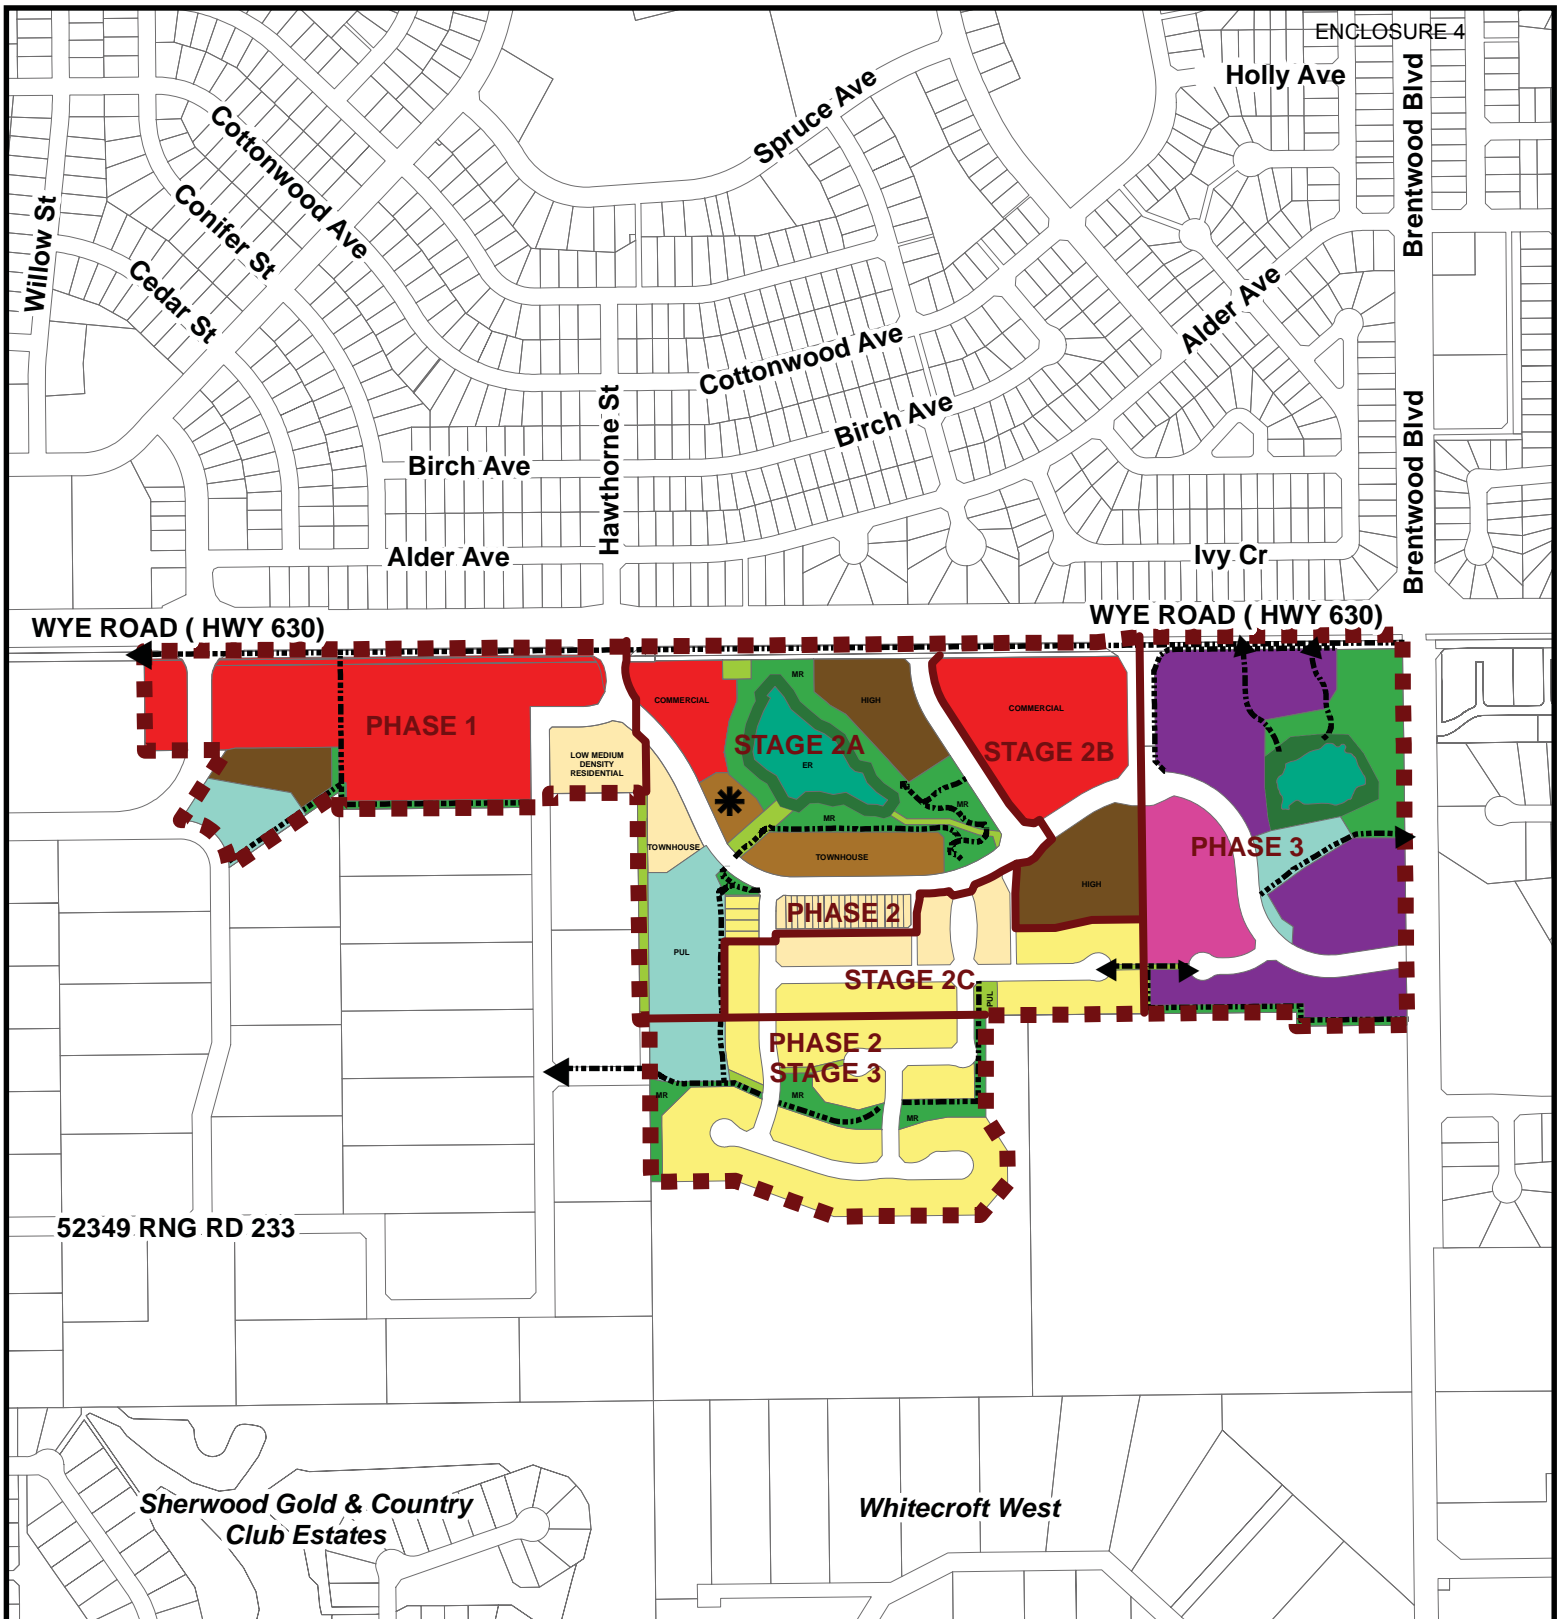 ENCLOSURE 4
Holly Ave
Brentwood Blvd
Spruce Ave
Cottonwood Ave
Conifer St
Willow St
Cedar St
Alder Ave
Cottonwood Ave
Birch Ave
Hawthorne St
Brentwood Blvd
Birch Ave
Alder Ave
Ivy Cr
WYE ROAD ( HWY 630)
WYE ROAD ( HWY 630)
MR
COMMERCIAL
HIGH
COMMERCIAL
PHASE 1
STAGE 2A
STAGE 2B
LOW MEDIUM
DENSITY
RESIDENTIAL
ER
MR
MR
TOWNHOUSE
TOWNHOUSE
PHASE 3
HIGH
PHASE 2
PUL
STAGE 2C
PUL
PHASE 2
STAGE 3
MR
MR
MR
52349 RNG RD 233
Sherwood Gold & Country
Club Estates
Whitecroft West